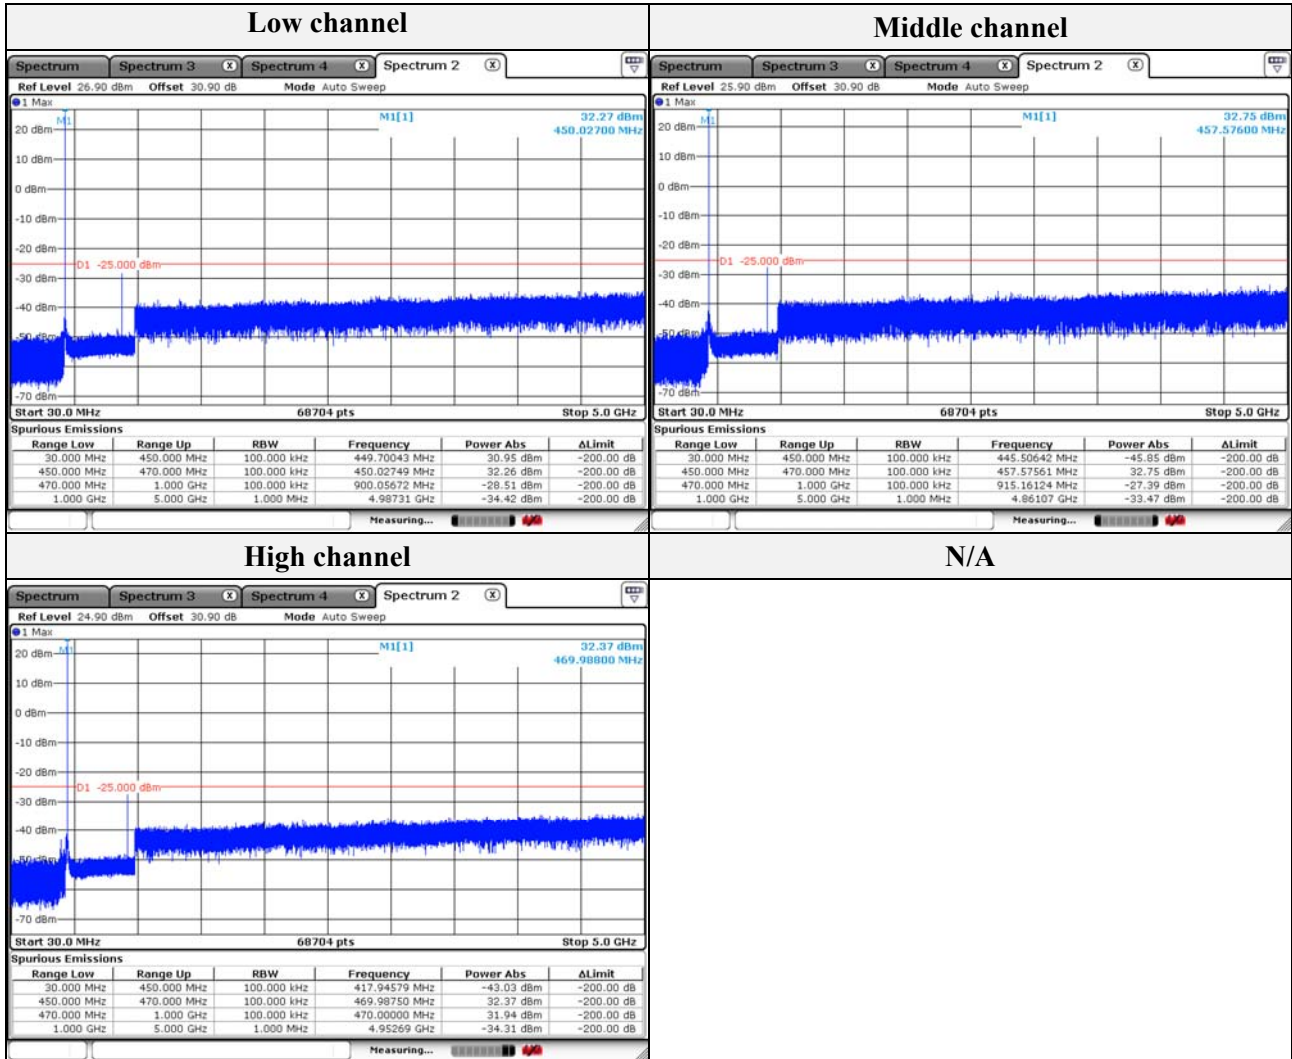 Low channel
Middle channel
Spectrum Spectrum 3 X Spectrum 4 X Spectrum 2 X
Ref Level 26.90 dBm Offset 30.90 dB Mode Auto Sweep
1 Max
M1
M1[1] 32.27 dBm
450.02700 MHz
20 dBm
10 dBm
0 dBm
-10 dBm
-20 dBm
D1 -25.000 dBm
-30 dBm
-40 dBm
-50 dBm
-70 dBm
Start 30.0 MHz 68704 pts Stop 5.0 GHz
Spurious Emissions
Range Low Range Up RBW Frequency Power Abs ΔLimit
30.000 MHz 450.000 MHz 100.000 kHz 449.70043 MHz 30.95 dBm -200.00 dB
450.000 MHz 470.000 MHz 100.000 kHz 450.02749 MHz 32.26 dBm -200.00 dB
470.000 MHz 1.000 GHz 100.000 kHz 900.05672 MHz -28.51 dBm -200.00 dB
1.000 GHz 5.000 GHz 1.000 MHz 4.98731 GHz -34.42 dBm -200.00 dB
Measuring...
Spectrum Spectrum 3 X Spectrum 4 X Spectrum 2 X
Ref Level 25.90 dBm Offset 30.90 dB Mode Auto Sweep
1 Max
M1
M1[1] 32.75 dBm
457.57600 MHz
20 dBm
10 dBm
0 dBm
-10 dBm
-20 dBm
D1 -25.000 dBm
-30 dBm
-40 dBm
-50 dBm
-70 dBm
Start 30.0 MHz 68704 pts Stop 5.0 GHz
Spurious Emissions
Range Low Range Up RBW Frequency Power Abs ΔLimit
30.000 MHz 450.000 MHz 100.000 kHz 445.50642 MHz -45.85 dBm -200.00 dB
450.000 MHz 470.000 MHz 100.000 kHz 457.57561 MHz 32.75 dBm -200.00 dB
470.000 MHz 1.000 GHz 100.000 kHz 915.16124 MHz -27.39 dBm -200.00 dB
1.000 GHz 5.000 GHz 1.000 MHz 4.86107 GHz -33.47 dBm -200.00 dB
Measuring...
High channel
N/A
Spectrum Spectrum 3 X Spectrum 4 X Spectrum 2 X
Ref Level 24.90 dBm Offset 30.90 dB Mode Auto Sweep
1 Max
M1
M1[1] 32.37 dBm
469.98800 MHz
20 dBm
10 dBm
0 dBm
-10 dBm
-20 dBm
D1 -25.000 dBm
-30 dBm
-40 dBm
-50 dBm
-70 dBm
Start 30.0 MHz 68704 pts Stop 5.0 GHz
Spurious Emissions
Range Low Range Up RBW Frequency Power Abs ΔLimit
30.000 MHz 450.000 MHz 100.000 kHz 417.94579 MHz -43.03 dBm -200.00 dB
450.000 MHz 470.000 MHz 100.000 kHz 469.98750 MHz 32.37 dBm -200.00 dB
470.000 MHz 1.000 GHz 100.000 kHz 470.00000 MHz 31.94 dBm -200.00 dB
1.000 GHz 5.000 GHz 1.000 MHz 4.95269 GHz -34.31 dBm -200.00 dB
Measuring...